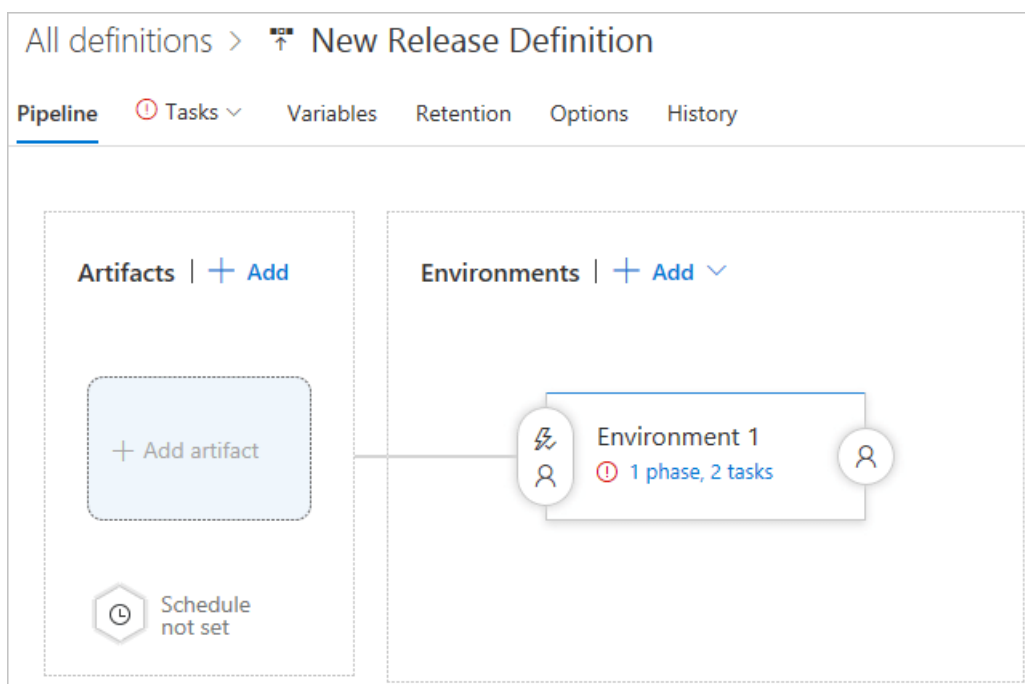 All definitions > New Release Definition
Pipeline Tasks Variables Retention Options History
Artifacts | + Add
Environments | + Add
+ Add artifact
Environment 1
1 phase, 2 tasks
Schedule
not set